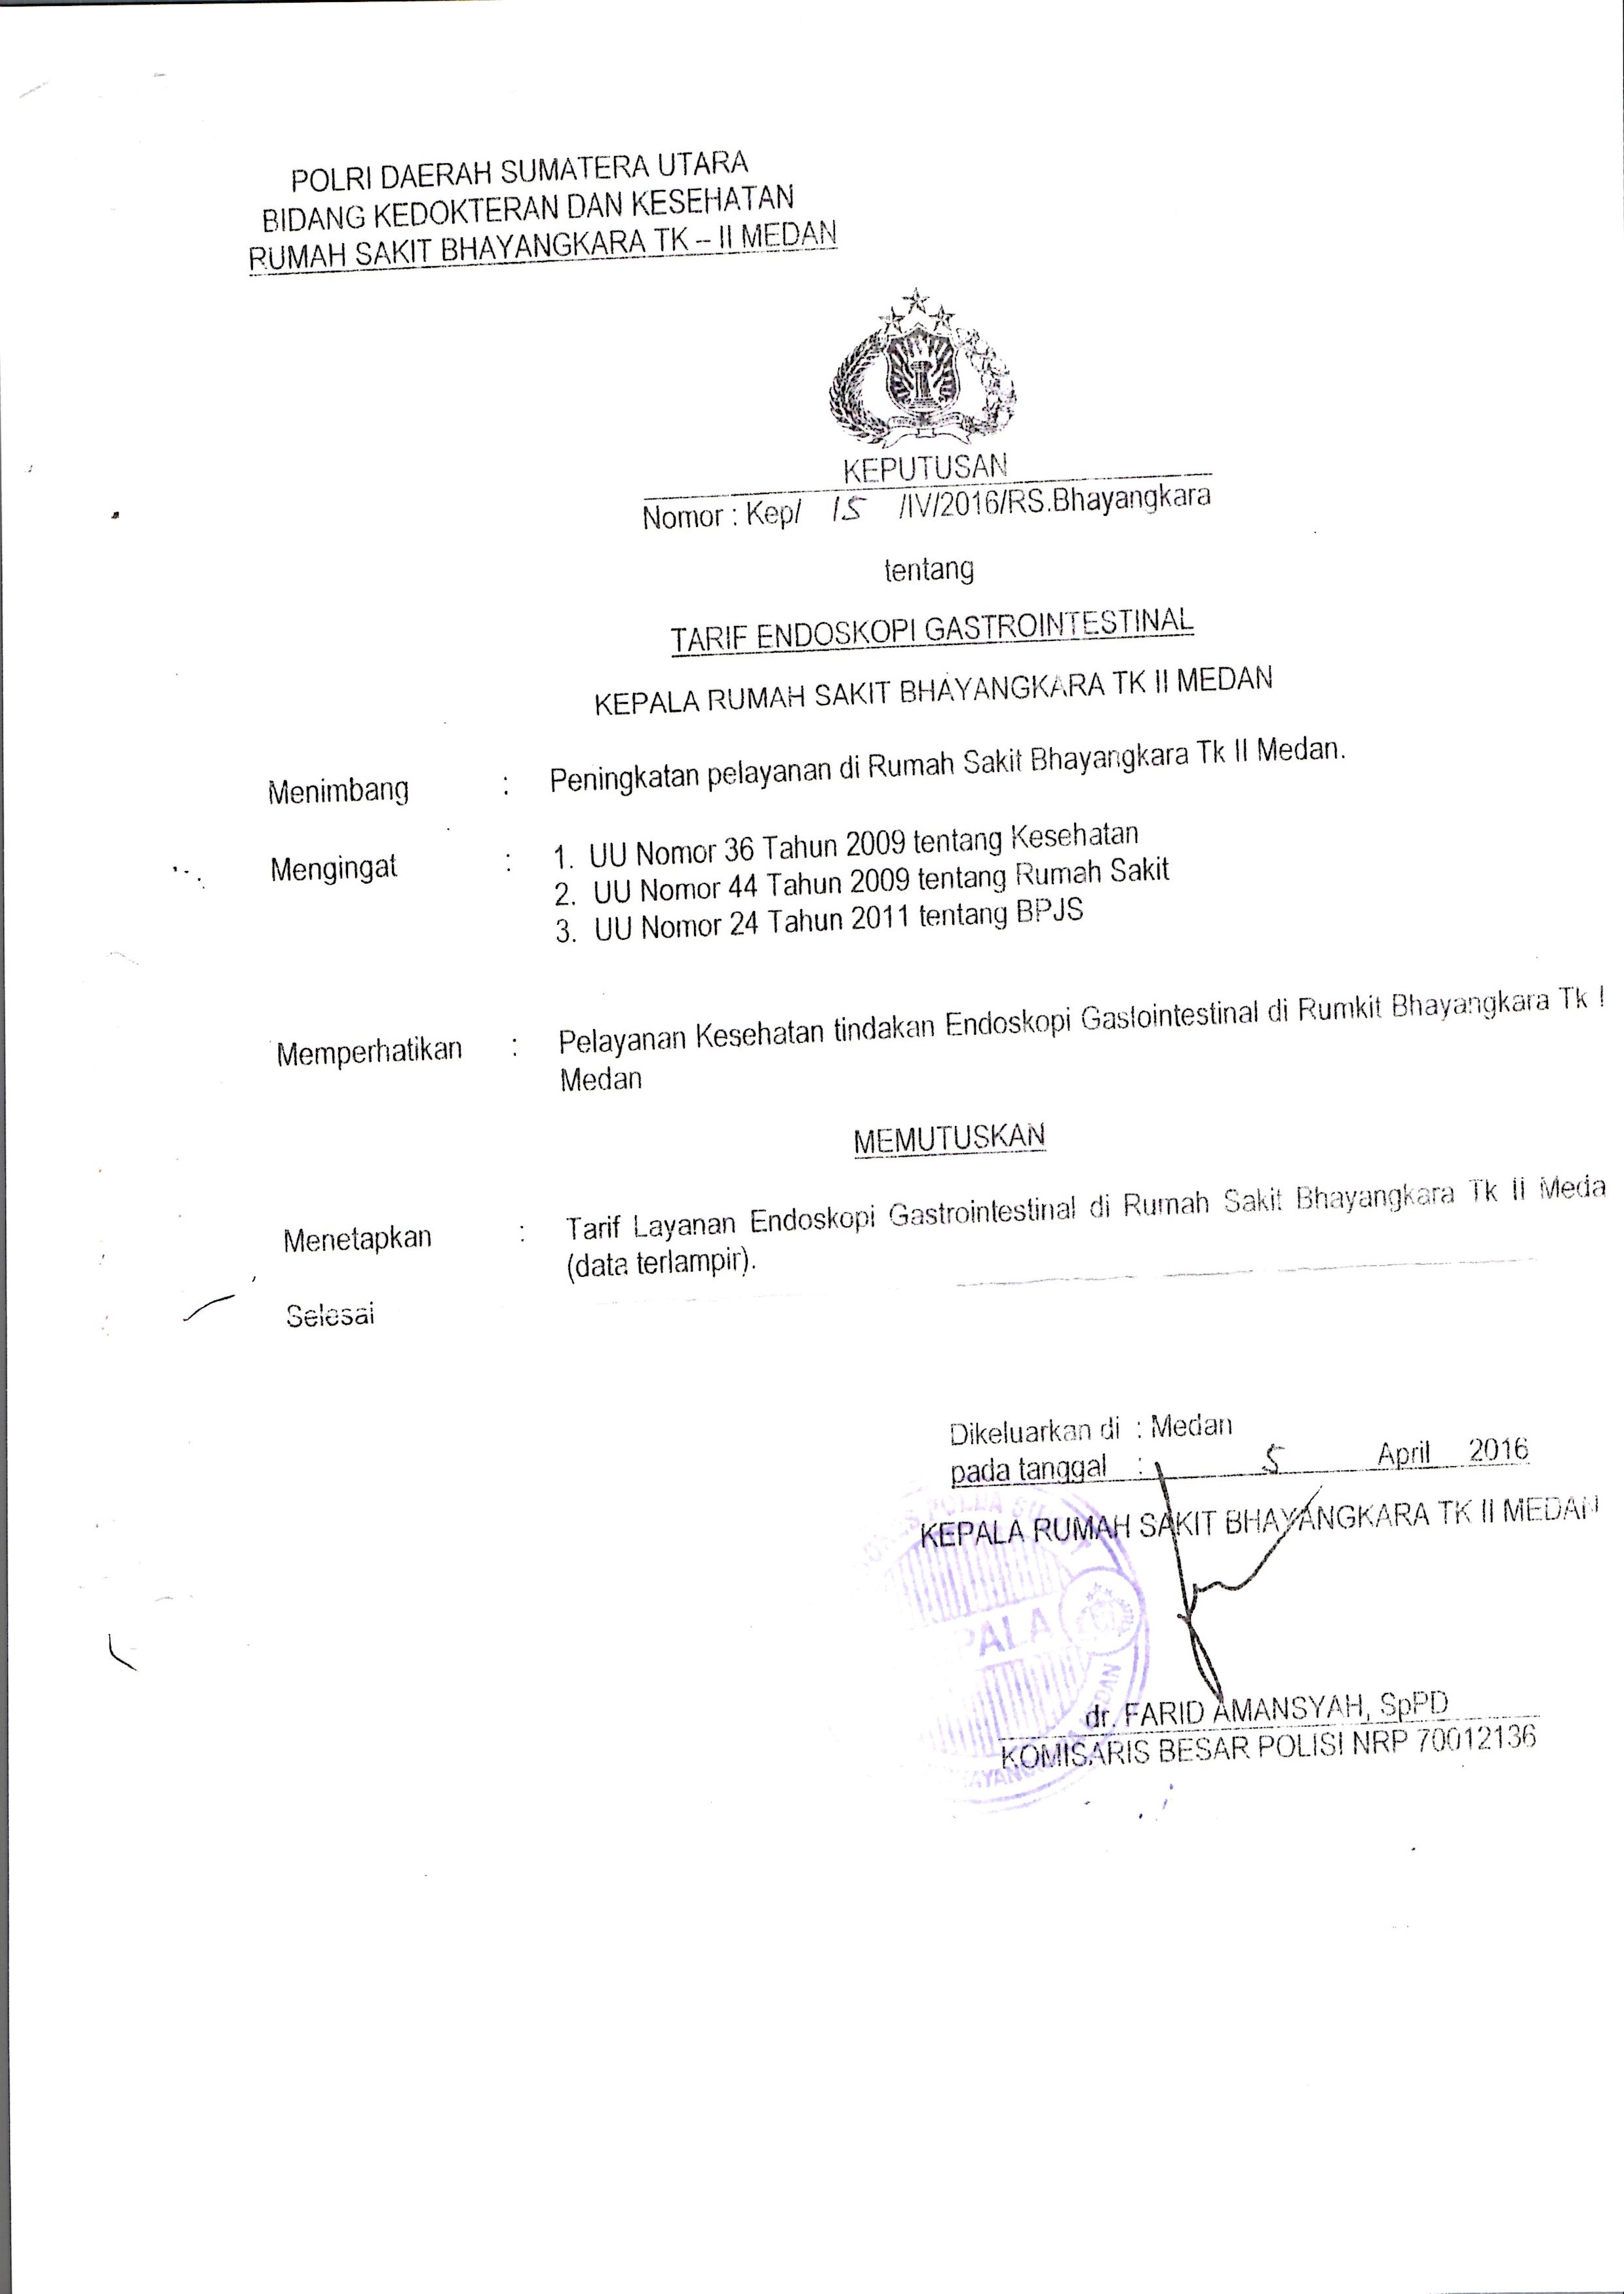 POLRI DAERAH SUMATERA UTARA
BIDANG KEDOKTERAN DAN KESEHATAN
RUMAH SAKIT BHAYANGKARA TK – II MEDAN
KEPUTUSAN
Nomor : Kep/ 15 /IV/2016/RS.Bhayangkara
tentang
TARIF ENDOSKOPI GASTROINTESTINAL
KEPALA RUMAH SAKIT BHAYANGKARA TK II MEDAN
Menimbang : Peningkatan pelayanan di Rumah Sakit Bhayangkara Tk II Medan.
Mengingat : 1. UU Nomor 36 Tahun 2009 tentang Kesehatan
2. UU Nomor 44 Tahun 2009 tentang Rumah Sakit
3. UU Nomor 24 Tahun 2011 tentang BPJS
Memperhatikan : Pelayanan Kesehatan tindakan Endoskopi Gastointestinal di Rumkit Bhayangkara Tk I
Medan
MEMUTUSKAN
Menetapkan : Tarif Layanan Endoskopi Gastrointestinal di Rumah Sakit Bhayangkara Tk II Meda
(data terlampir).
Selesai
Dikeluarkan di : Medan
pada tanggal : 5 April 2016
KEPALA RUMAH SAKIT BHAYANGKARA TK II MEDAN
PALA
dr. FARID AMANSYAH, SpPD
KOMISARIS BESAR POLISI NRP 70012136